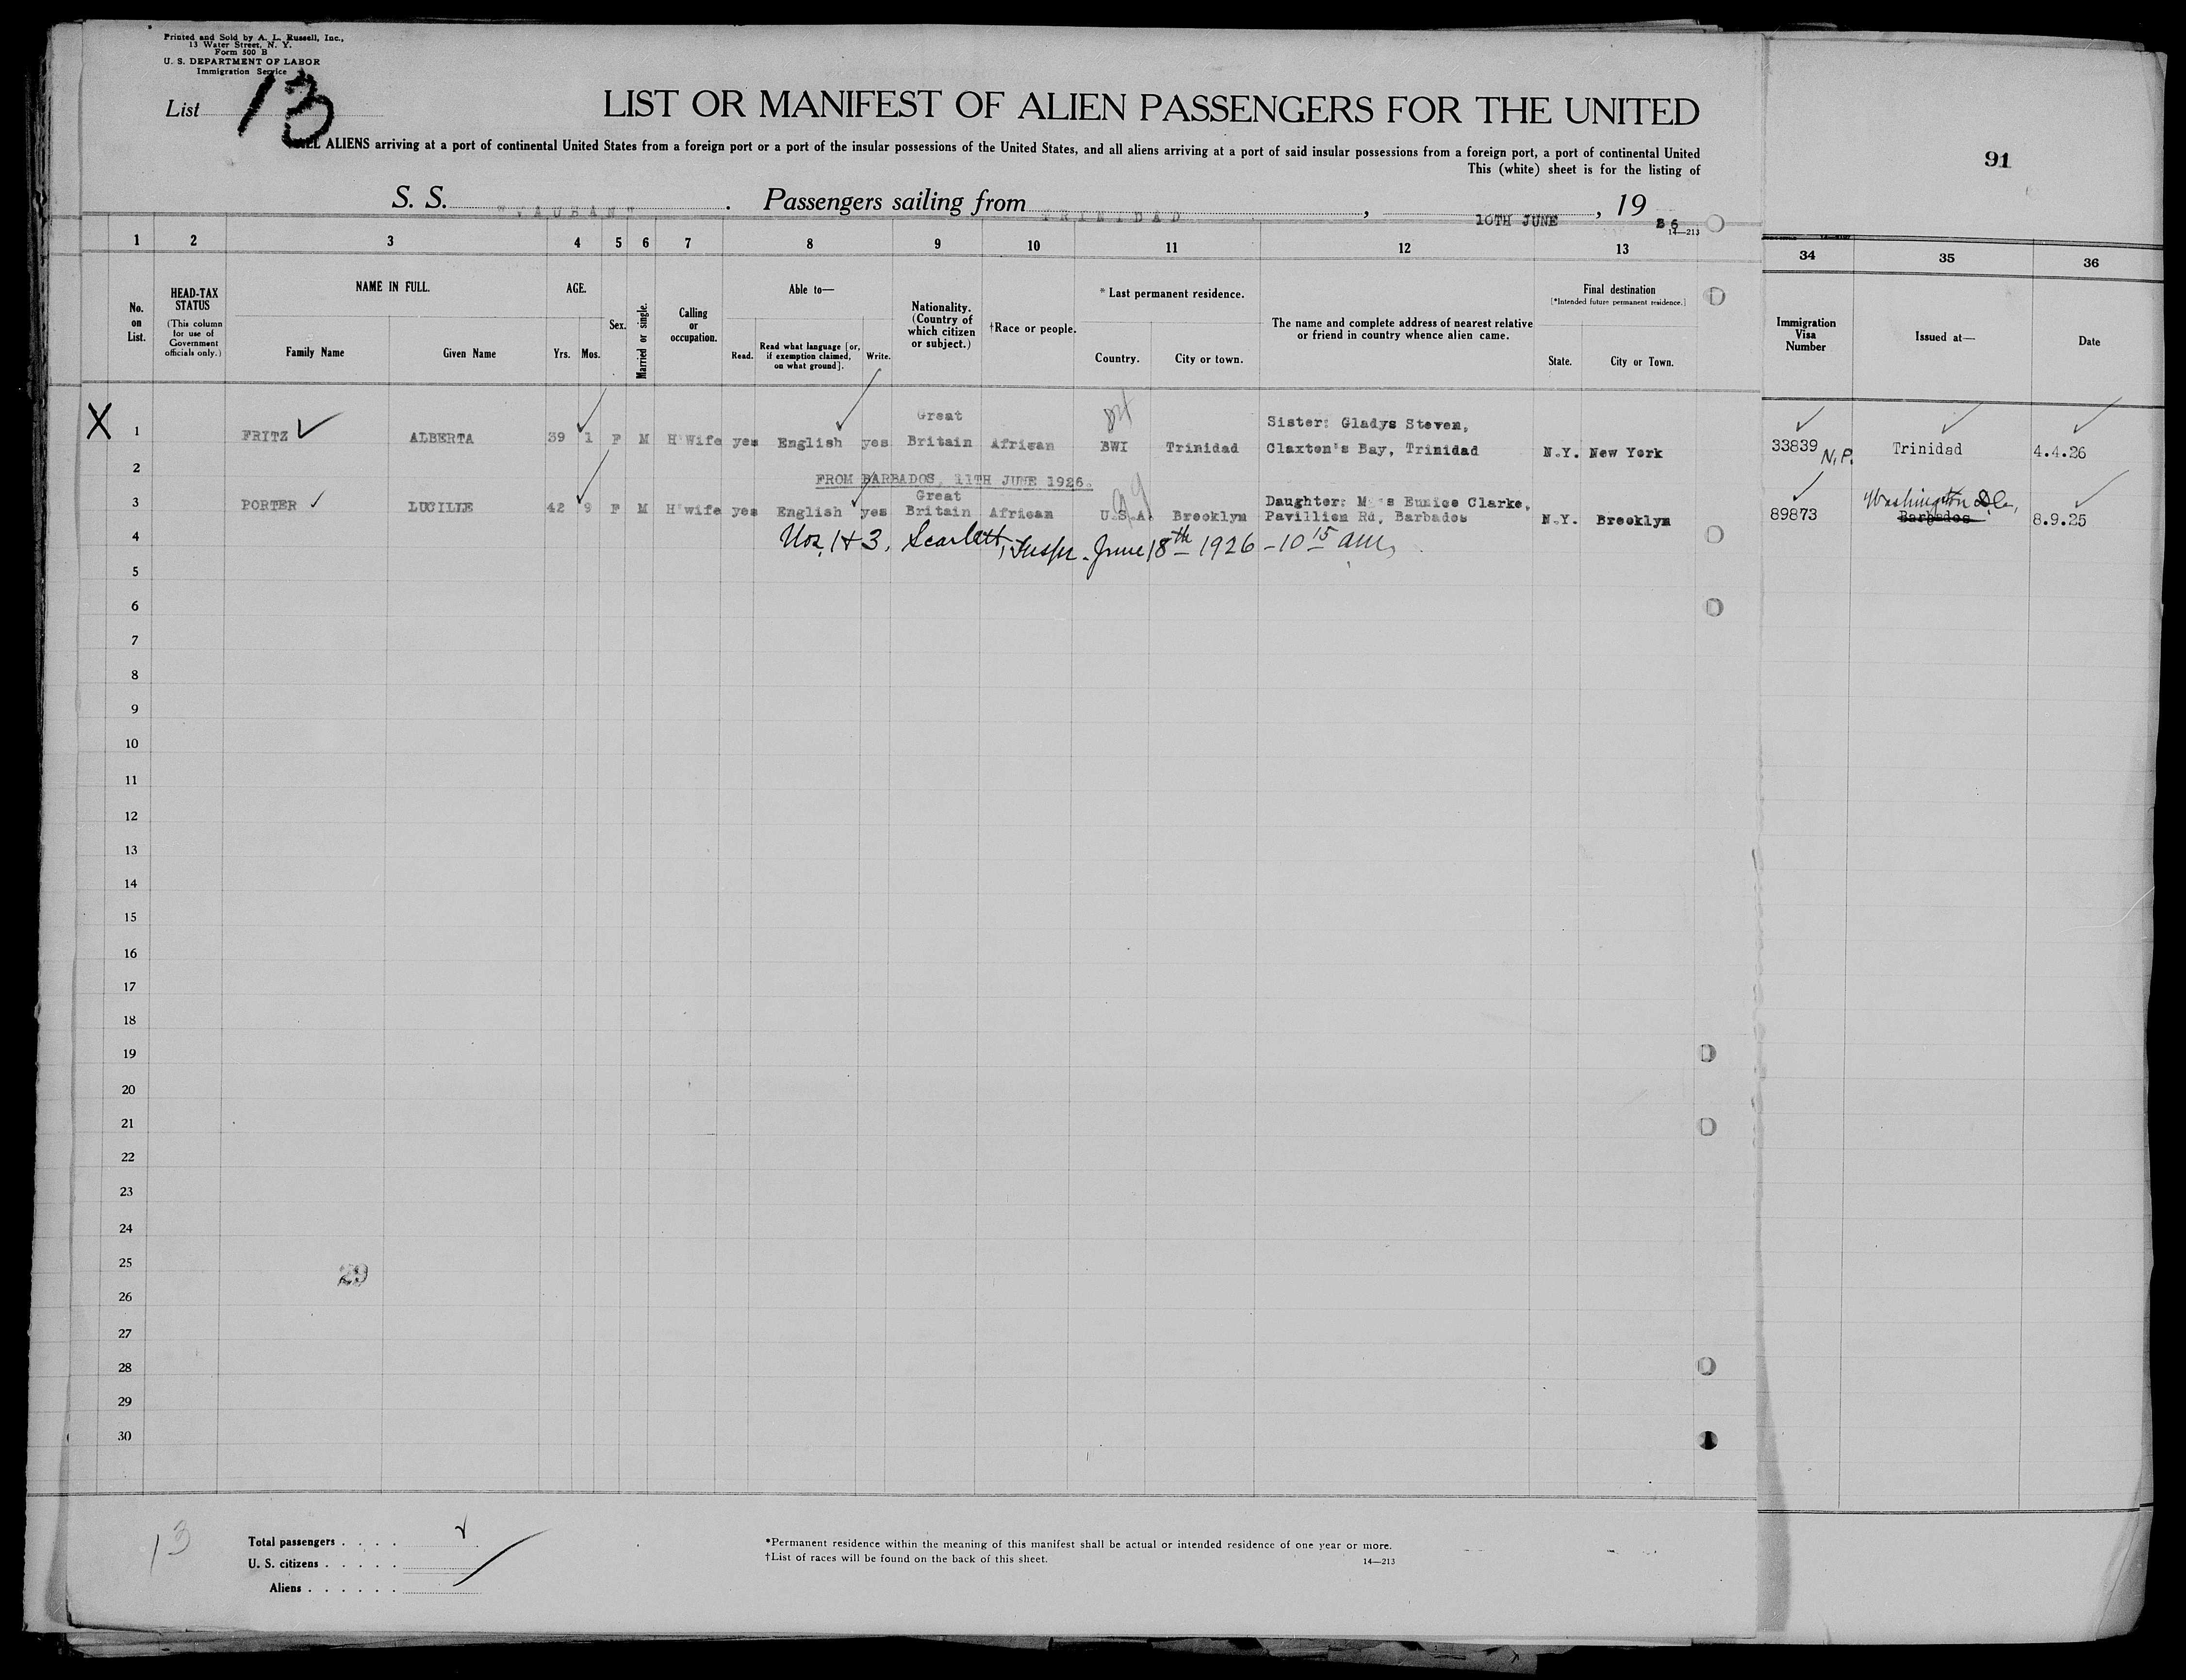 Printed and Sold by A. L. Russell, Inc.,
13 Water Street, N. Y.
Form 500 B
U. S. DEPARTMENT OF LABOR
Immigration Service
List 13
LIST OR MANIFEST OF ALIEN PASSENGERS FOR THE UNITED
ALL ALIENS arriving at a port of continental United States from a foreign port or a port of the insular possessions of the United States, and all aliens arriving at a port of said insular possessions from a foreign port, a port of continental United
This (white) sheet is for the listing of
91
S. S. "VAUBAN". Passengers sailing from TRINIDAD, 10TH JUNE, 19 26
14—213
1 2 3 4 5 6 7 8 9 10 11 12 13 34 35 36
No. on List.
HEAD-TAX STATUS
(This column for use of Government officials only.)
NAME IN FULL.
Family Name Given Name
AGE.
Yrs. Mos.
Sex.
Married or single.
Calling or occupation.
Able to—
Read. Read what language [or, if exemption claimed, on what ground]. Write.
Nationality. (Country of which citizen or subject.)
†Race or people.
* Last permanent residence.
Country. City or town.
The name and complete address of nearest relative or friend in country whence alien came.
Final destination
[*Intended future permanent residence.]
State. City or Town.
Immigration Visa Number
Issued at—
Date
X 1 FRITZ ALBERTA 39 1 F M H'Wife yes English yes Great Britain African BWI Trinidad Sister: Gladys Steven, Claxton's Bay, Trinidad N.Y. New York 33839 N.P. Trinidad 4.4.26
2 FROM BARBADOS, 11TH JUNE 1926.
3 PORTER LUCILLE 42 9 F M H'wife yes English yes Great Britain African U.S.A. Brooklyn Daughter: Eunice Clarke, Pavillion Rd, Barbados N.Y. Brooklyn 89873 Washington D.C., Barbados 8.9.25
4 Nos. 1 & 3, Scarlett, Inspr. June 18th 1926 - 10 15 am,
5
6
7
8
9
10
11
12
13
14
15
16
17
18
19
20
21
22
23
24
25
29
26
27
28
29
30
13
Total passengers . . . .
U. S. citizens . . . . .
Aliens . . . . . .
*Permanent residence within the meaning of this manifest shall be actual or intended residence of one year or more.
†List of races will be found on the back of this sheet.
14—213